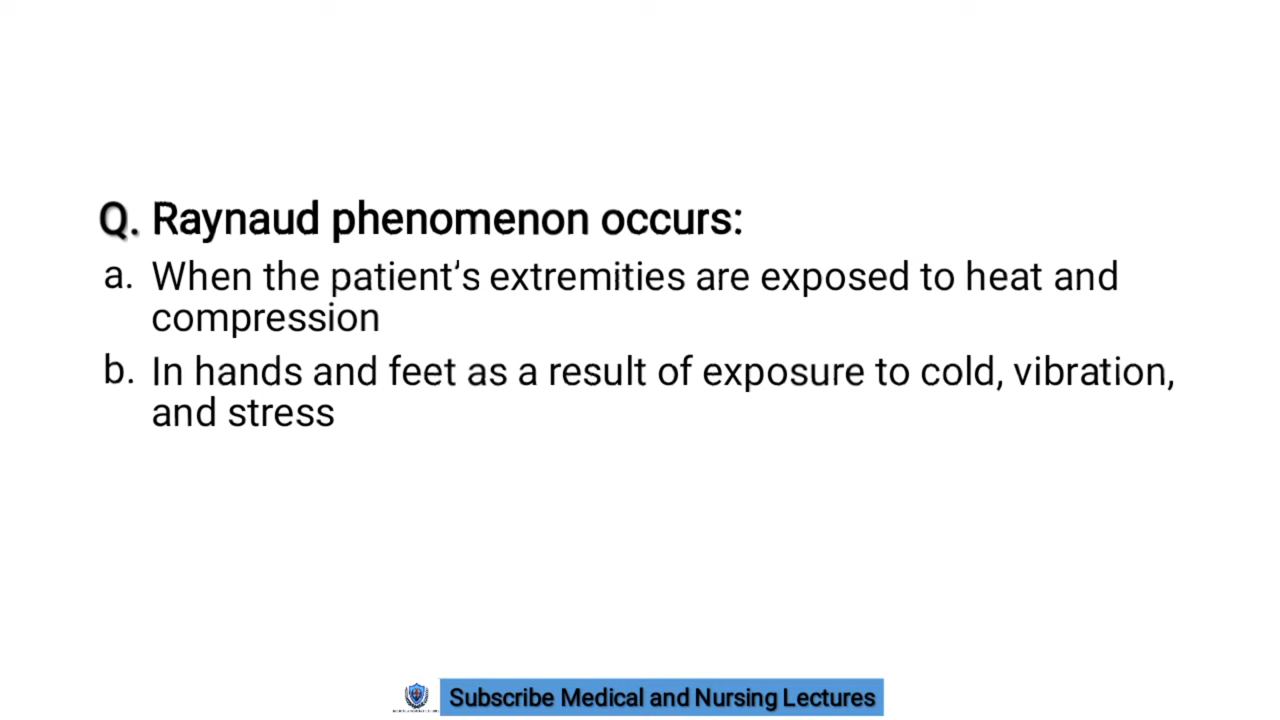 Q. Raynaud phenomenon occurs:
a. When the patient's extremities are exposed to heat and
compression
b. In hands and feet as a result of exposure to cold, vibration,
and stress
Subscribe Medical and Nursing Lectures